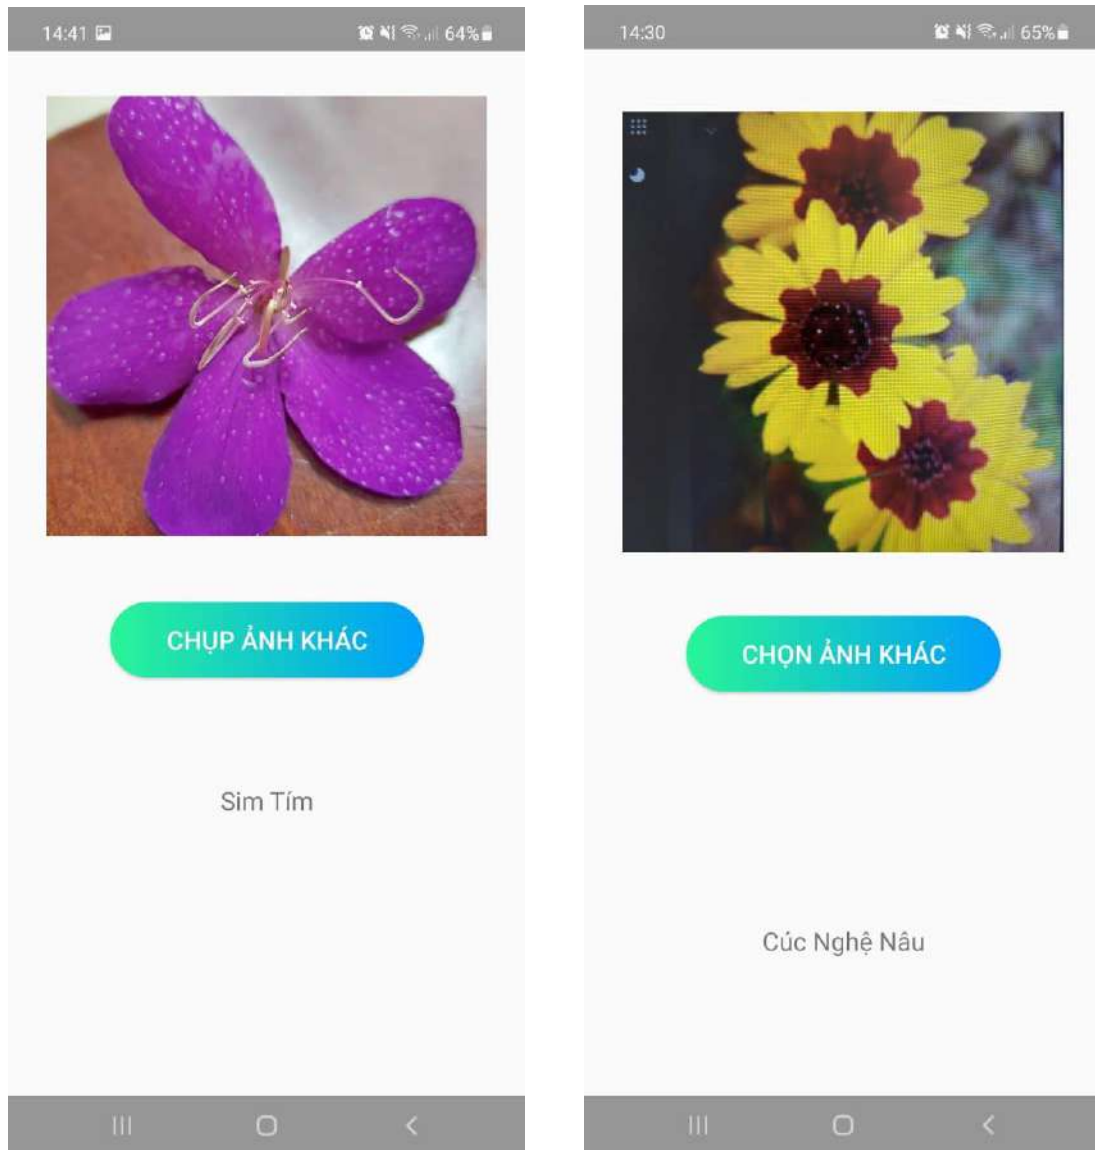 14:41
64%
CHỤP ẢNH KHÁC
Sim Tím
14:30
65%
CHỌN ẢNH KHÁC
Cúc Nghệ Nâu